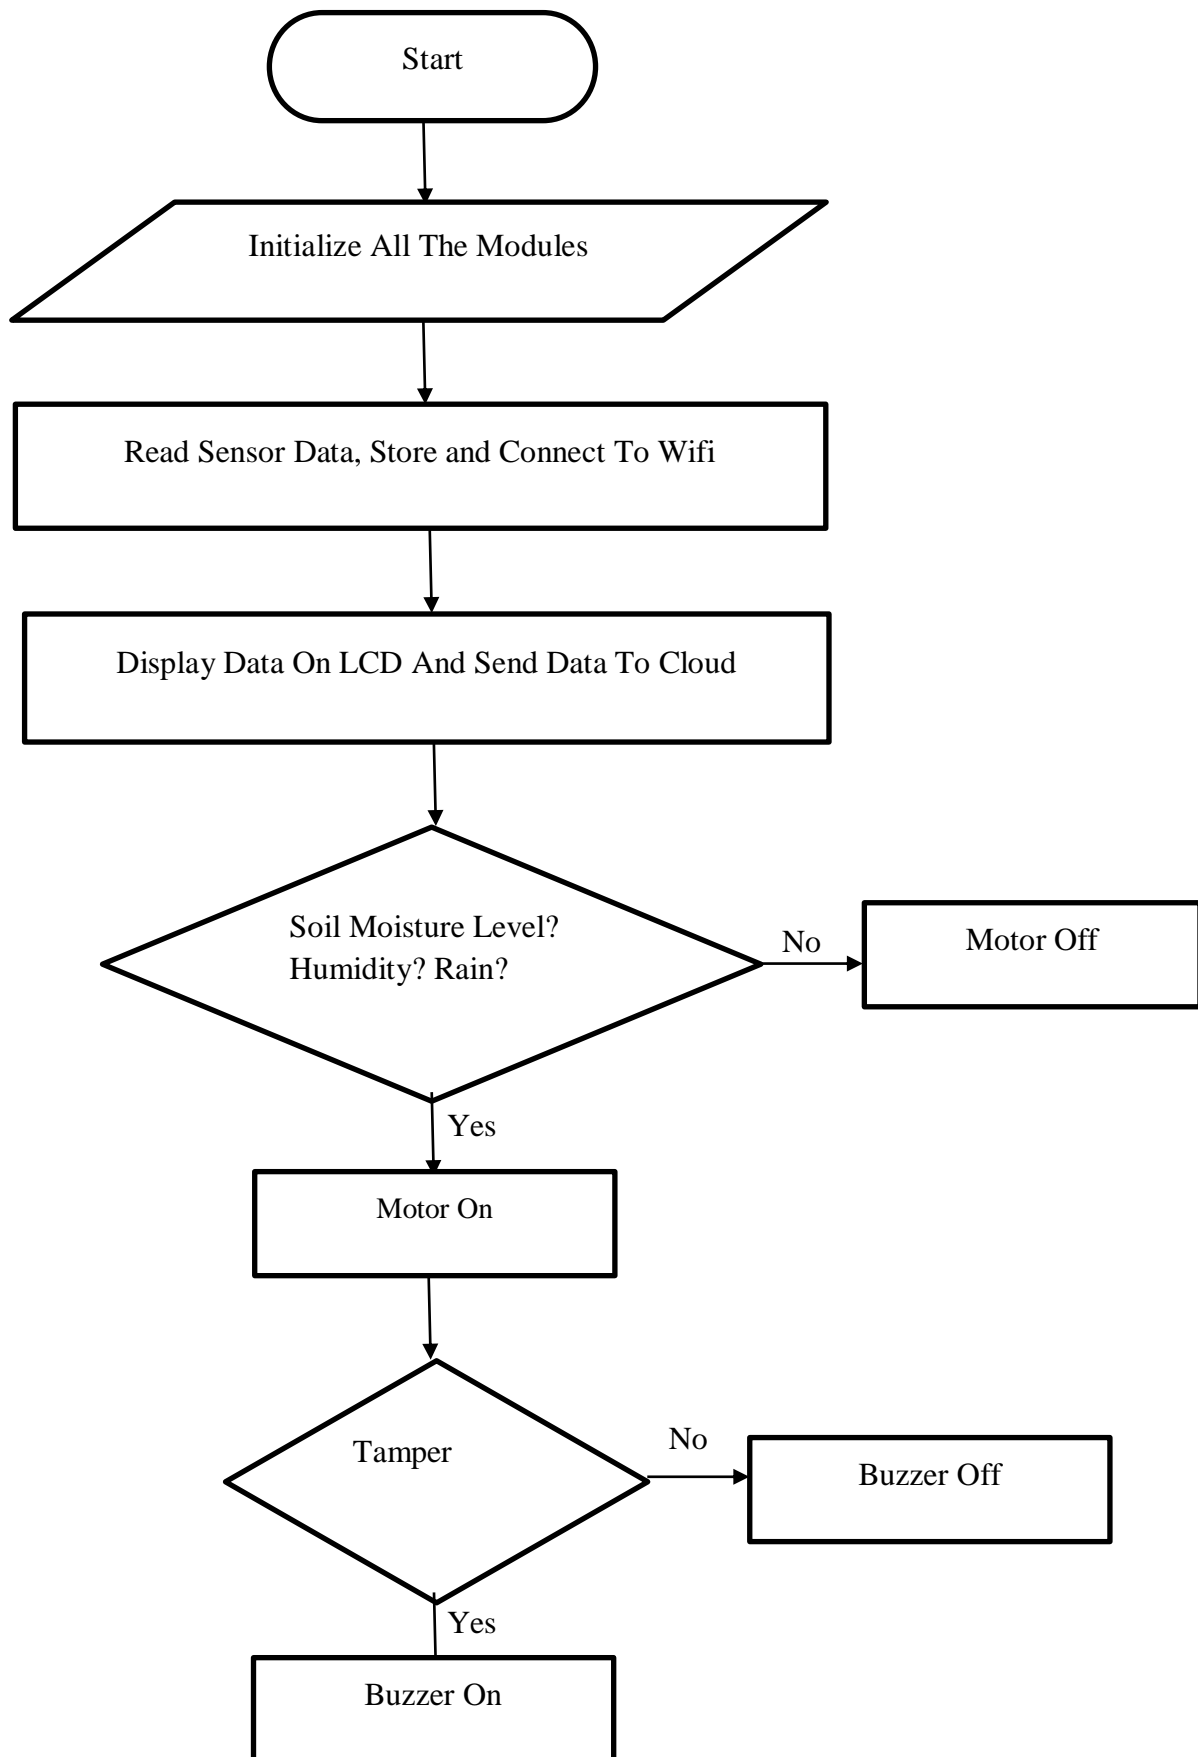 Start
Initialize All The Modules
Read Sensor Data, Store and Connect To Wifi
Display Data On LCD And Send Data To Cloud
Soil Moisture Level?
Humidity? Rain?
No
Motor Off
Yes
Motor On
Tamper
No
Buzzer Off
Yes
Buzzer On